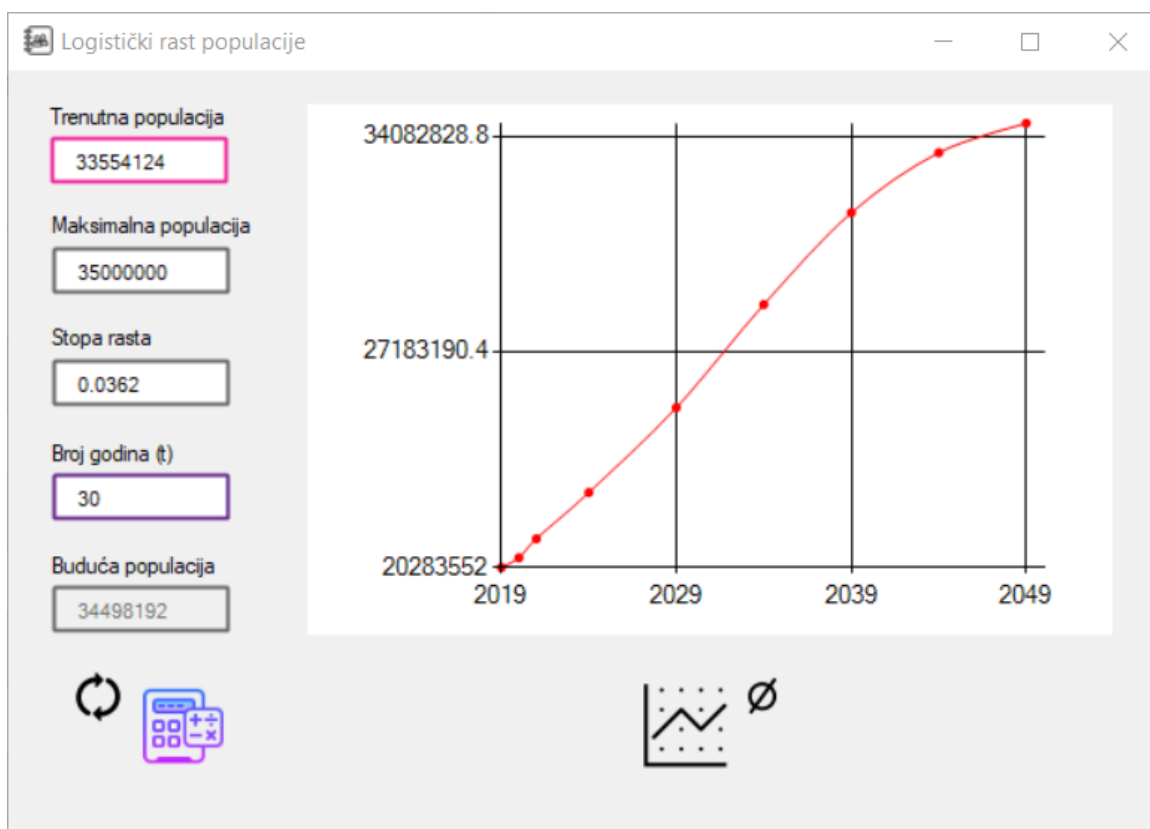 Logistički rast populacije
Trenutna populacija
33554124
Maksimalna populacija
35000000
Stopa rasta
0.0362
Broj godina (t)
30
Buduća populacija
34498192
34082828.8
27183190.4
20283552
2019 2029 2039 2049